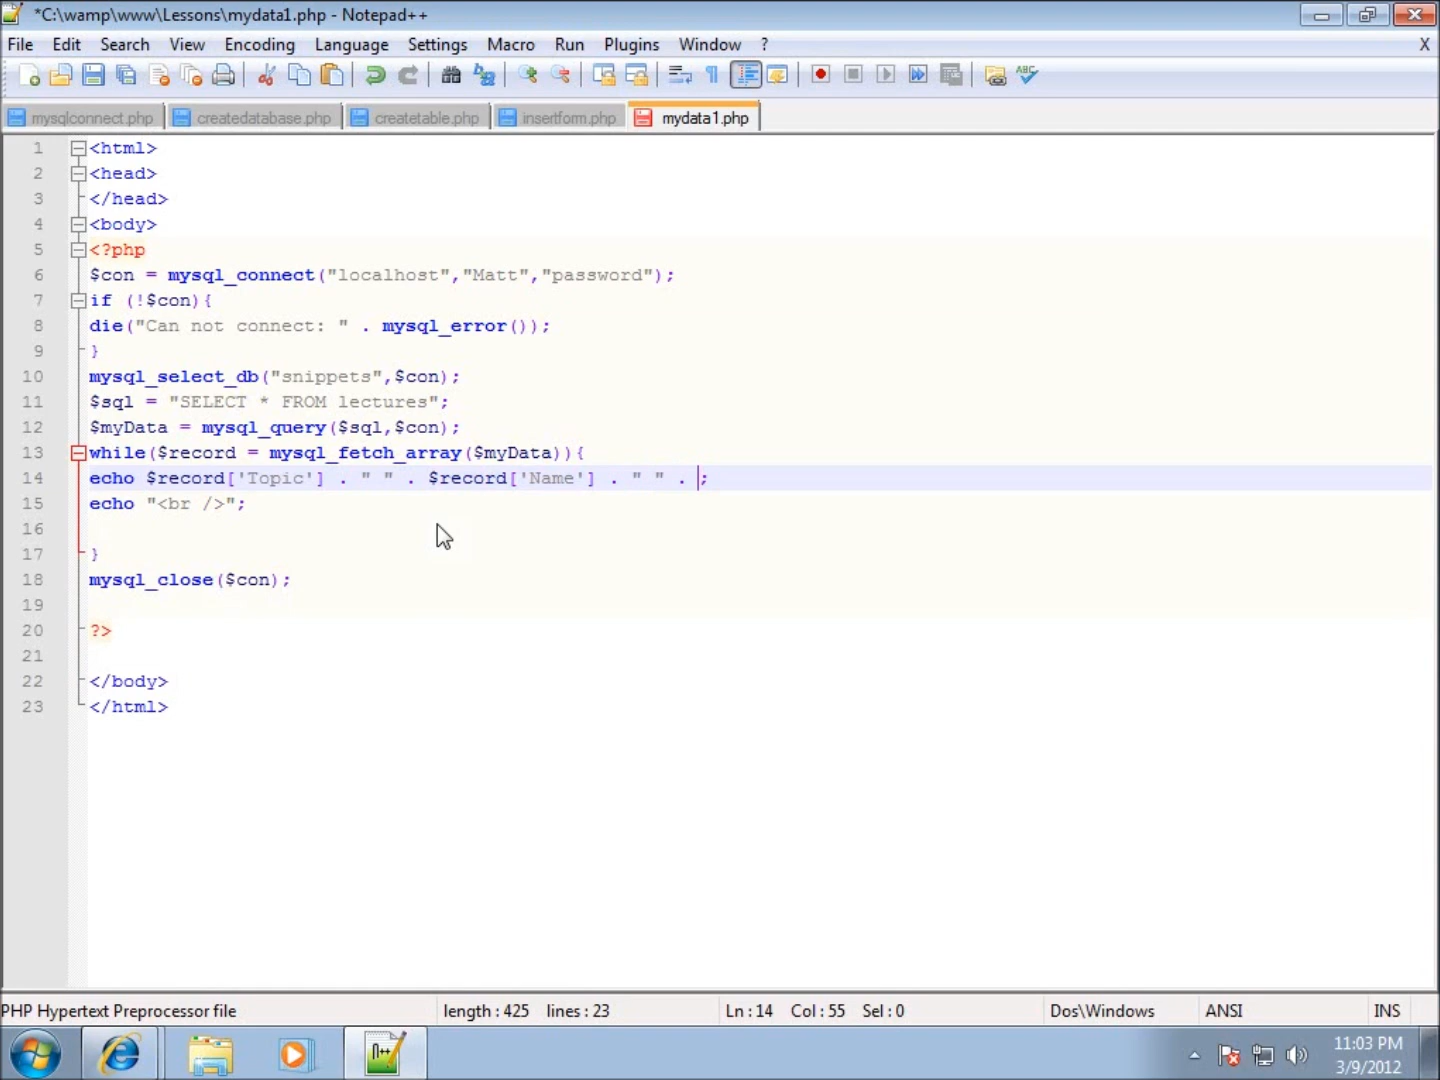 *C:\wamp\www\Lessons\mydata1.php - Notepad++
File Edit Search View Encoding Language Settings Macro Run Plugins Window ? X
mysqlconnect.php createdatabase.php createtable.php insertform.php mydata1.php
1 <html>
2 <head>
3 </head>
4 <body>
5 <?php
6 $con = mysql_connect("localhost","Matt","password");
7 if (!$con){
8 die("Can not connect: " . mysql_error());
9 }
10 mysql_select_db("snippets",$con);
11 $sql = "SELECT * FROM lectures";
12 $myData = mysql_query($sql,$con);
13 while($record = mysql_fetch_array($myData)){
14 echo $record['Topic'] . " " . $record['Name'] . " " . ;
15 echo "<br />";
16
17 }
18 mysql_close($con);
19
20 ?>
21
22 </body>
23 </html>
PHP Hypertext Preprocessor file length : 425 lines : 23 Ln : 14 Col : 55 Sel : 0 Dos\Windows ANSI INS
11:03 PM
3/9/2012